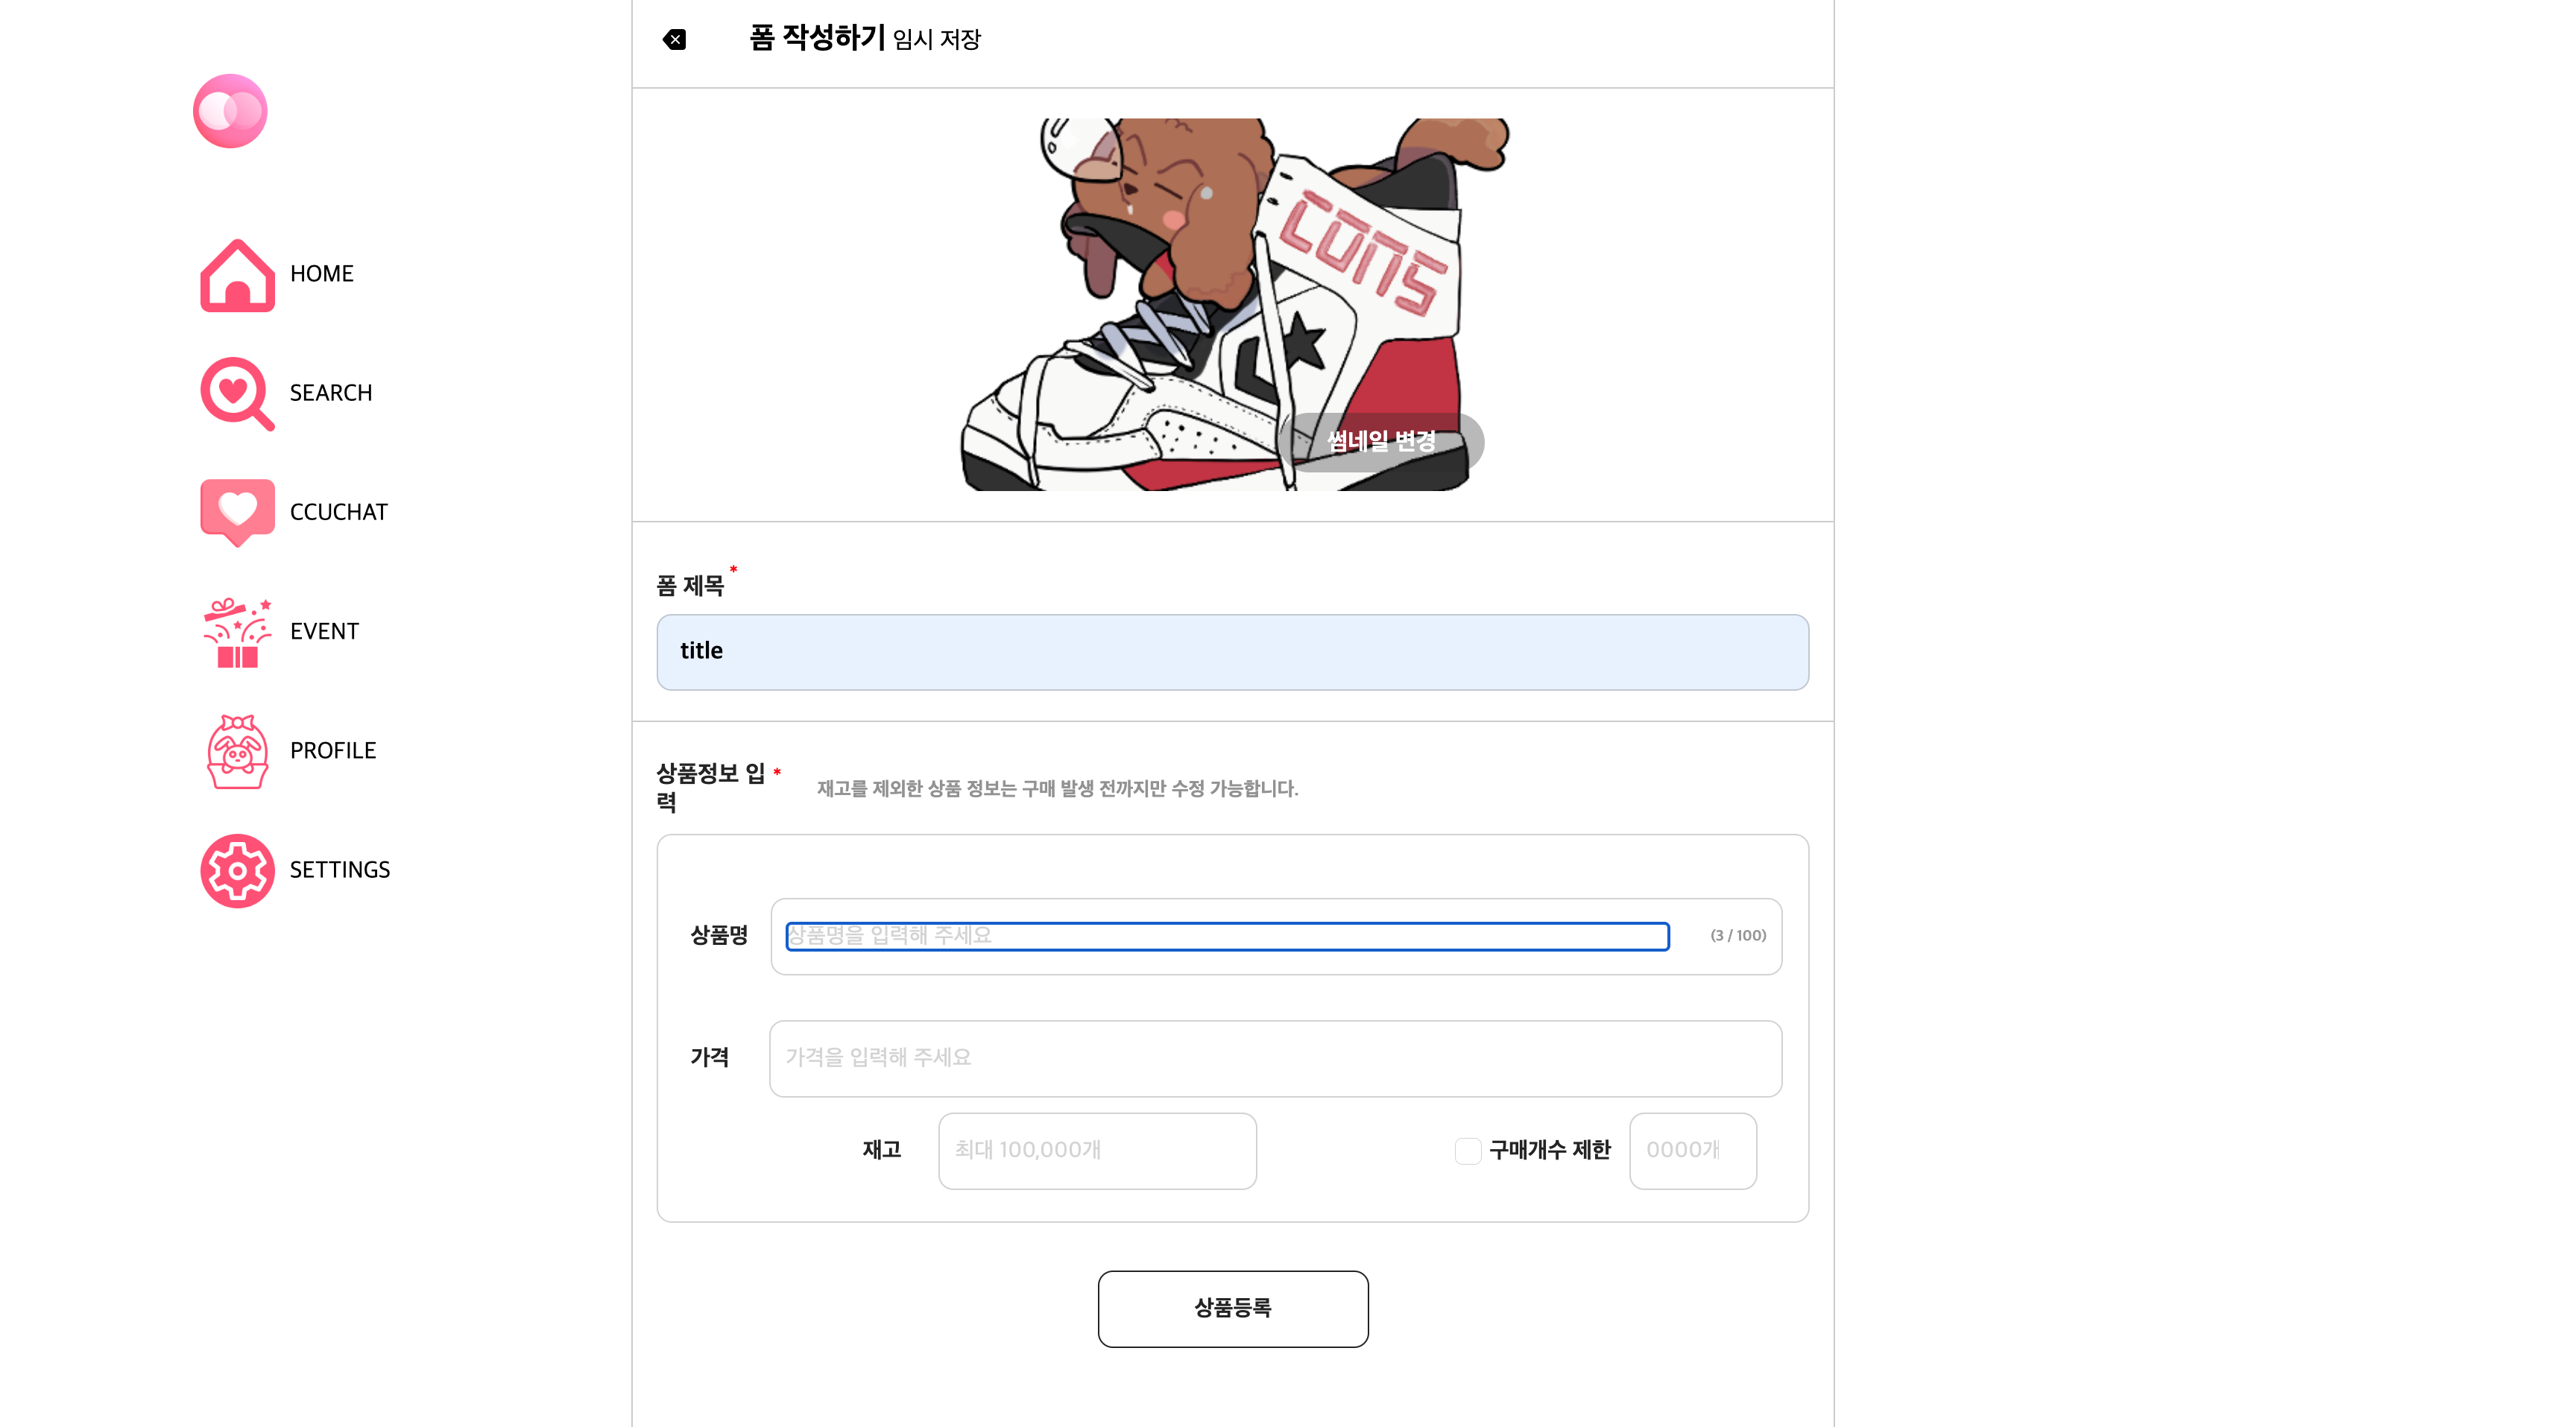 폼 작성하기 임시 저장
CONS
썸네일 변경
HOME
SEARCH
CCUCHAT
EVENT
PROFILE
SETTINGS
폼 제목 *
title
상품정보 입 *
력
재고를 제외한 상품 정보는 구매 발생 전까지만 수정 가능합니다.
상품명
상품명을 입력해 주세요
(3 / 100)
가격
가격을 입력해 주세요
재고
최대 100,000개
구매개수 제한
0000개
상품등록